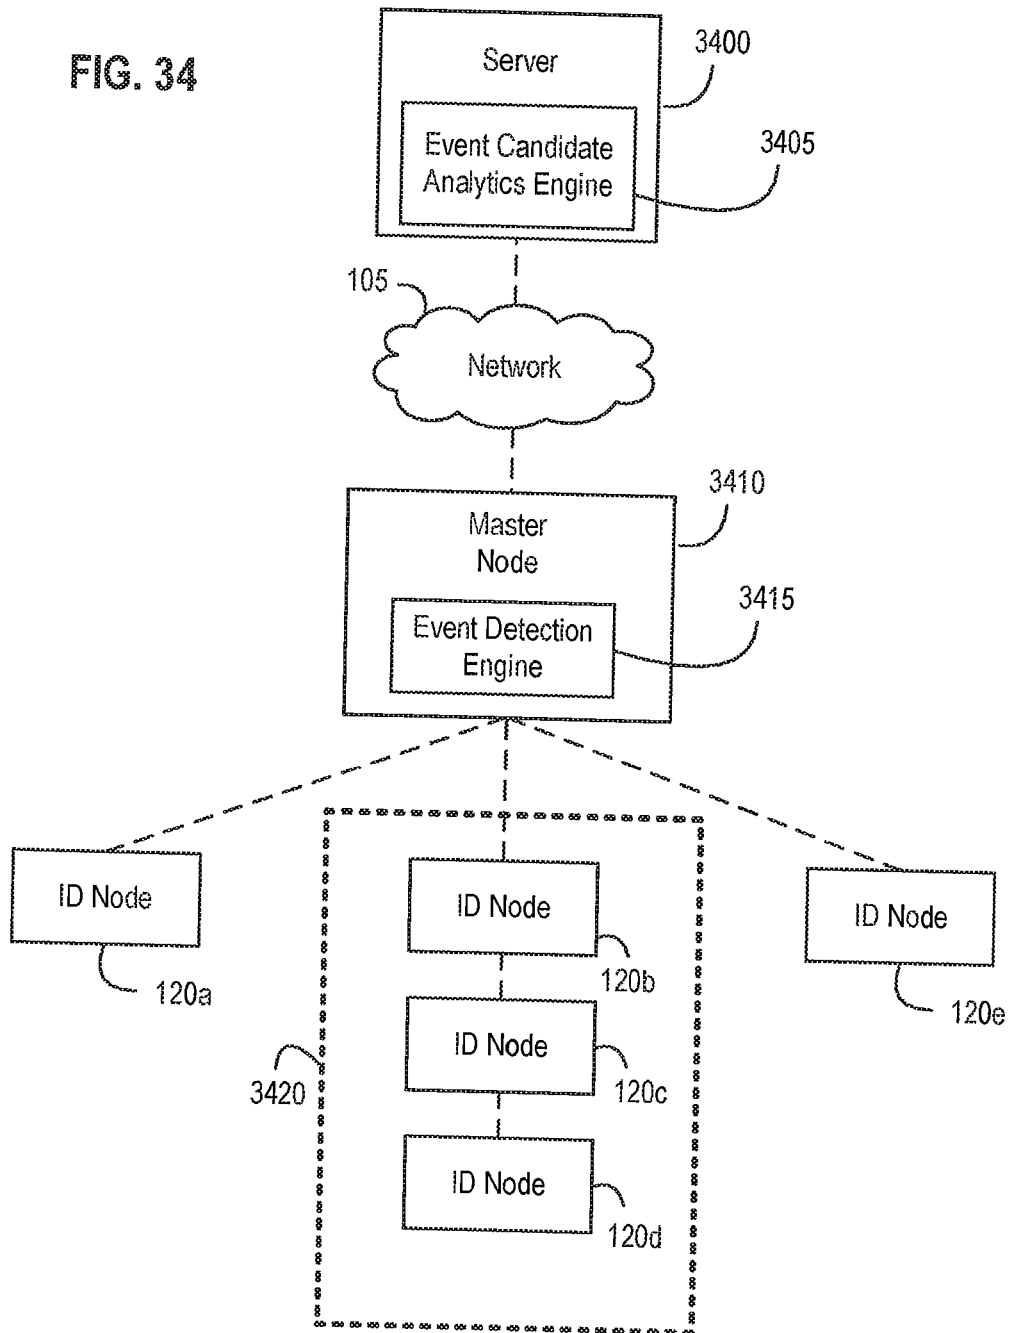 FIG. 34
Server
3400
Event Candidate
Analytics Engine
3405
105
Network
3410
Master
Node
3415
Event Detection
Engine
ID Node
120a
ID Node
120b
ID Node
120c
ID Node
120d
3420
ID Node
120e